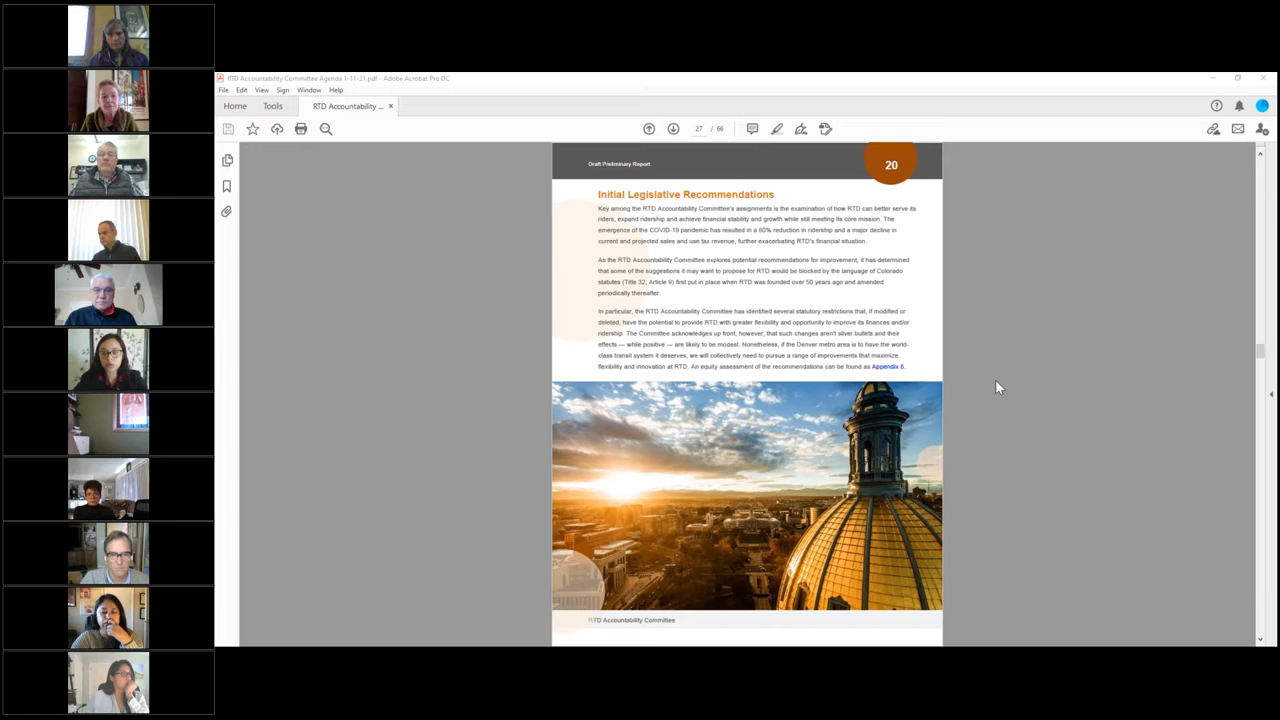 RTD Accountability Committee Agenda 1-11-21.pdf - Adobe Acrobat Pro DC
File Edit View Sign Window Help
Home Tools RTD Accountability ... ×
27 / 66
Draft Preliminary Report
20
Initial Legislative Recommendations
Key among the RTD Accountability Committee's assignments is the examination of how RTD can better serve its
riders, expand ridership and achieve financial stability and growth while still meeting its core mission. The
emergence of the COVID-19 pandemic has resulted in a 60% reduction in ridership and a major decline in
current and projected sales and use tax revenue, further exacerbating RTD's financial situation.
As the RTD Accountability Committee explores potential recommendations for improvement, it has determined
that some of the suggestions it may want to propose for RTD would be blocked by the language of Colorado
statutes (Title 32, Article 9) first put in place when RTD was founded over 50 years ago and amended
periodically thereafter.
In particular, the RTD Accountability Committee has identified several statutory restrictions that, if modified or
deleted, have the potential to provide RTD with greater flexibility and opportunity to improve its finances and/or
ridership. The Committee acknowledges up front, however, that such changes aren't silver bullets and their
effects — while positive — are likely to be modest. Nonetheless, if the Denver metro area is to have the world-
class transit system it deserves, we will collectively need to pursue a range of improvements that maximize
flexibility and innovation at RTD. An equity assessment of the recommendations can be found as Appendix 6.
RTD Accountability Committee